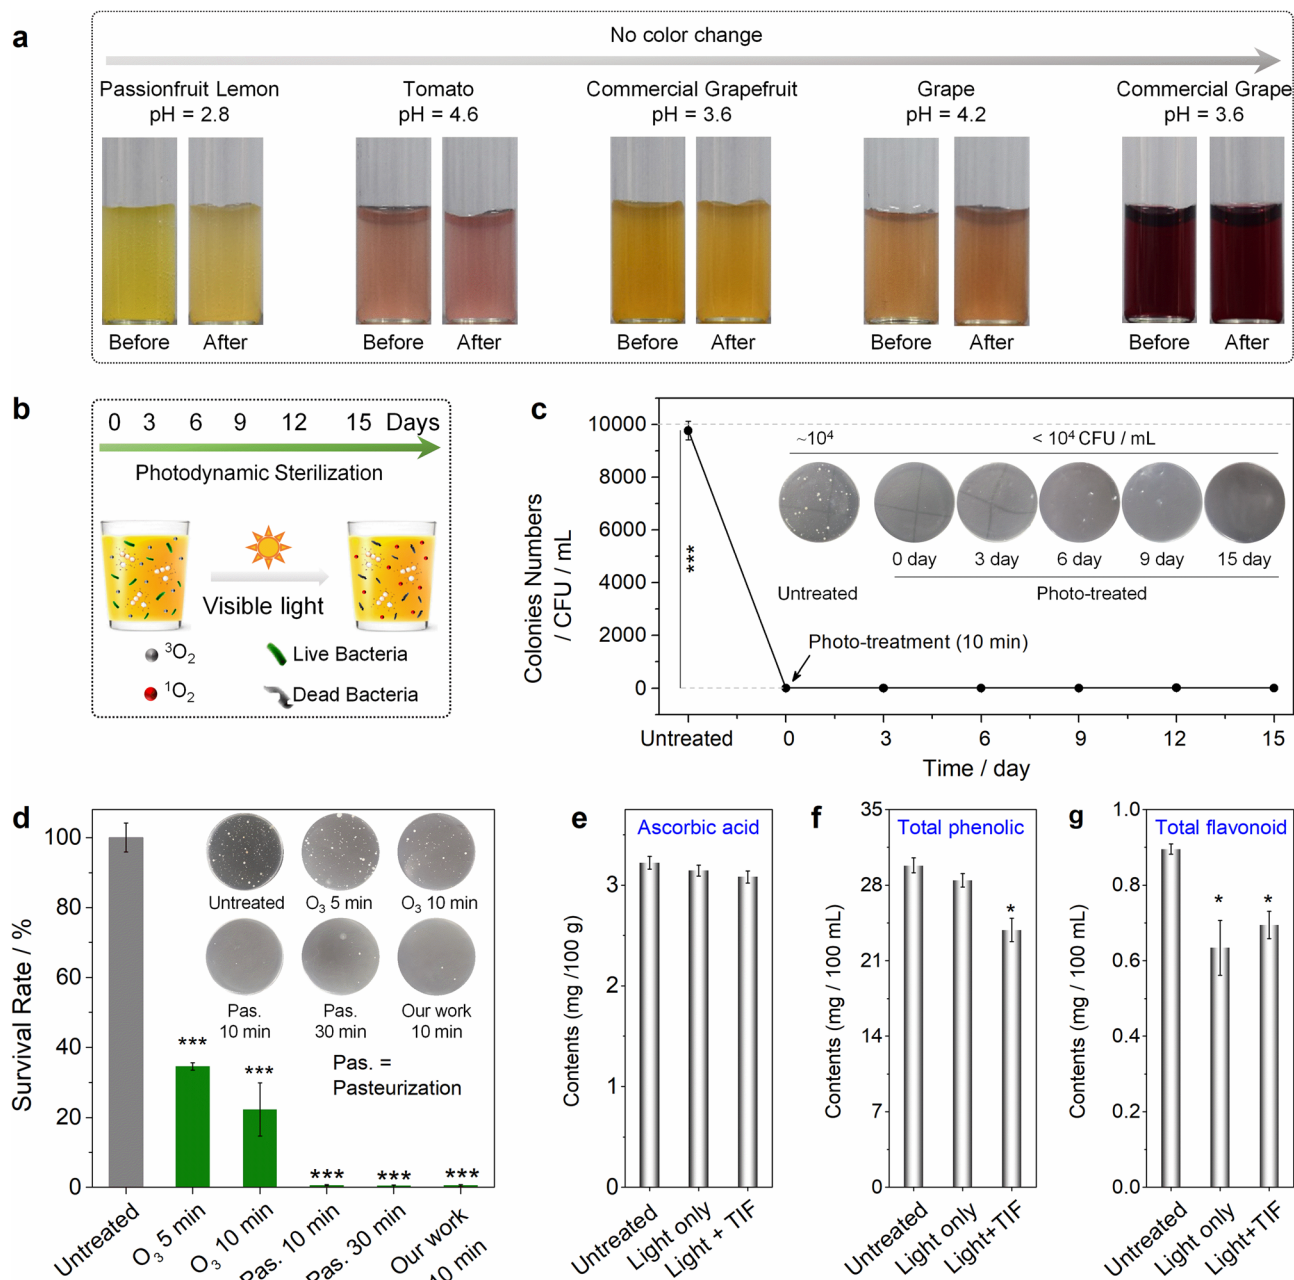 a
No color change
Passionfruit Lemon
pH = 2.8
Tomato
pH = 4.6
Commercial Grapefruit
pH = 3.6
Grape
pH = 4.2
Commercial Grape
pH = 3.6
Before After
Before After
Before After
Before After
Before After
b
0 3 6 9 12 15 Days
Photodynamic Sterilization
Visible light
³O₂
Live Bacteria
¹O₂
Dead Bacteria
c
Colonies Numbers
/ CFU / mL
10000
8000
6000
4000
2000
0
~10⁴
< 10⁴ CFU / mL
0 day
3 day
6 day
9 day
15 day
Untreated
Photo-treated
***
Photo-treatment (10 min)
Untreated 0 3 6 9 12 15
Time / day
d
Survival Rate / %
100
80
60
40
20
0
Untreated
O₃ 5 min
O₃ 10 min
Pas.
10 min
Pas.
30 min
Our work
10 min
Pas. =
Pasteurization
***
***
***
***
***
Untreated
O₃ 5 min
O₃ 10 min
Pas. 10 min
Pas. 30 min
Our work
10 min
e
Ascorbic acid
Contents (mg /100 g)
3
2
1
0
Untreated
Light only
Light + TIF
f
Total phenolic
Contents (mg / 100 mL)
35
28
21
14
7
0
*
Untreated
Light only
Light+TIF
g
Total flavonoid
Contents (mg / 100 mL)
1.0
0.8
0.6
0.4
0.2
0.0
*
*
Untreated
Light only
Light+TIF